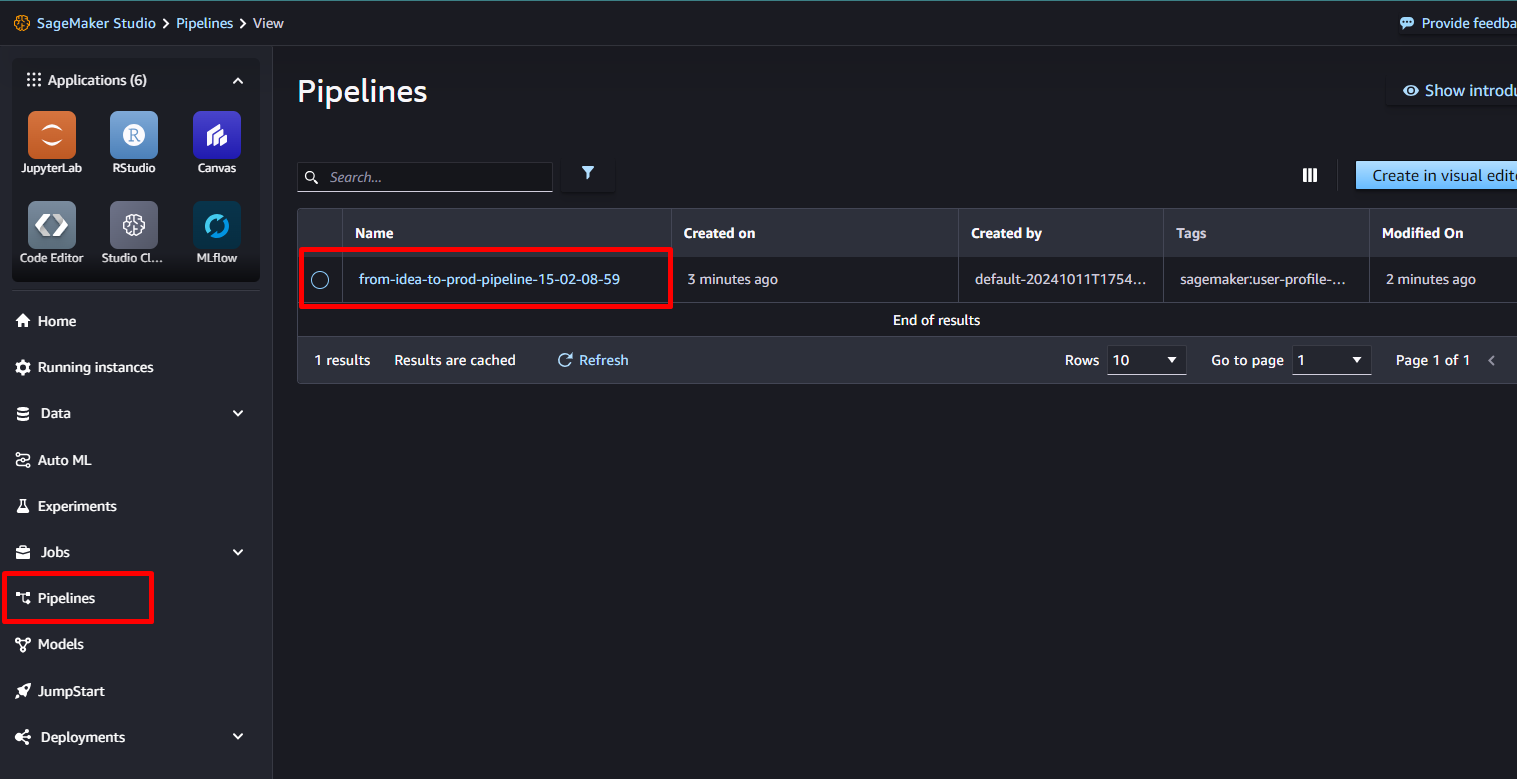 SageMaker Studio > Pipelines > View
Provide feedba
Applications (6)
JupyterLab RStudio Canvas
Code Editor Studio Cl... MLflow
Home
Running instances
Data
Auto ML
Experiments
Jobs
Pipelines
Models
JumpStart
Deployments
Pipelines
Show introdu
Search...
Create in visual edito
Name Created on Created by Tags Modified On
from-idea-to-prod-pipeline-15-02-08-59 3 minutes ago default-20241011T1754... sagemaker:user-profile-... 2 minutes ago
End of results
1 results Results are cached Refresh Rows 10 Go to page 1 Page 1 of 1